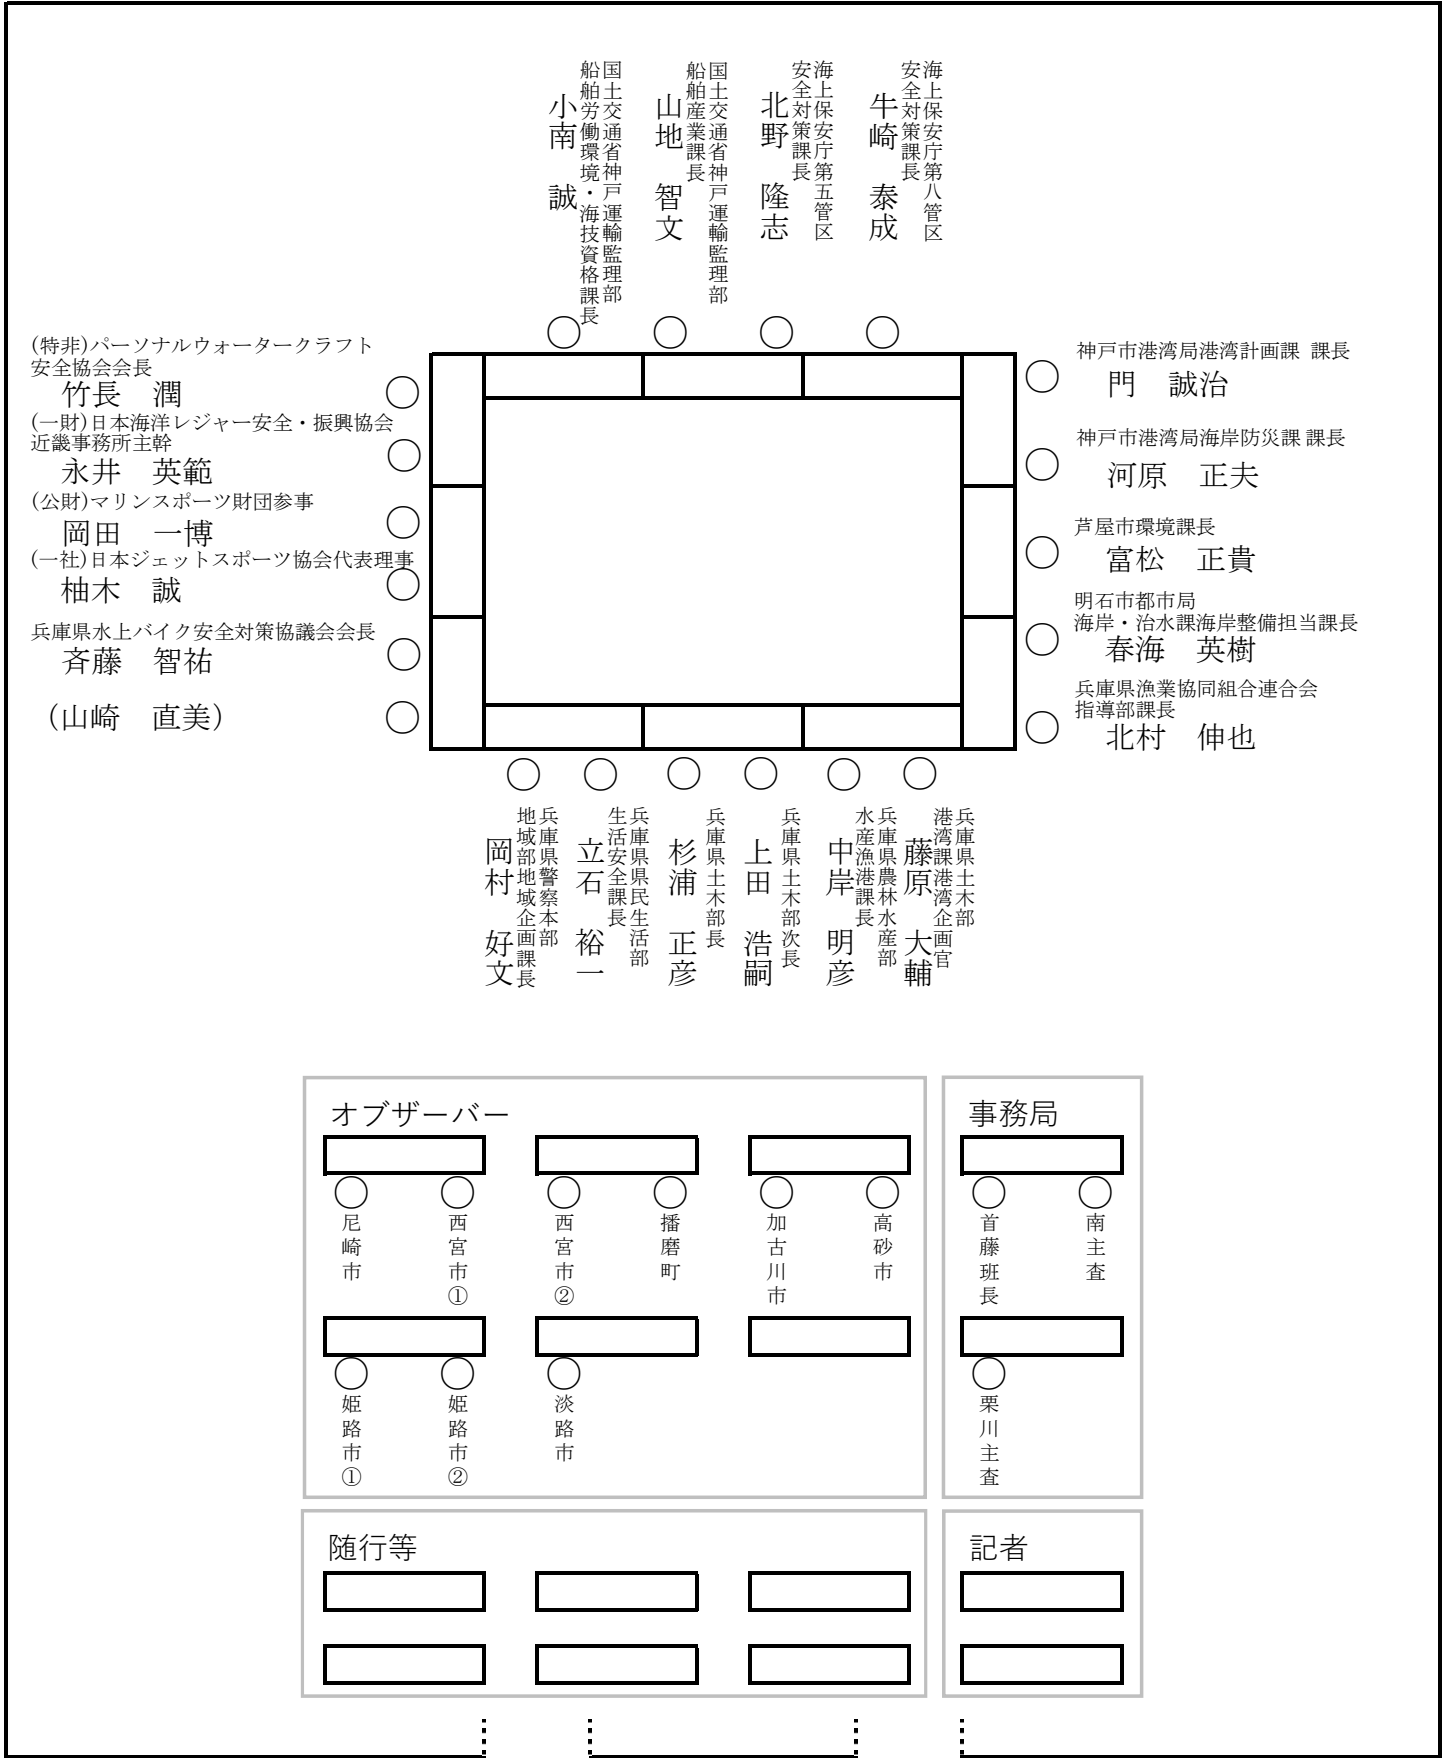 国土交通省神戸運輸監理部
船舶労働環境・海技資格課長
小南　誠
国土交通省神戸運輸監理部
船舶産業課長
山地　智文
海上保安庁第五管区
安全対策課長
北野　隆志
海上保安庁第八管区
安全対策課長
牛崎　泰成
(特非)パーソナルウォータークラフト
安全協会会長
竹長　潤
(一財)日本海洋レジャー安全・振興協会
近畿事務所主幹
永井　英範
(公財)マリンスポーツ財団参事
岡田　一博
(一社)日本ジェットスポーツ協会代表理事
柚木　誠
兵庫県水上バイク安全対策協議会会長
斉藤　智祐
（山崎　直美）
神戸市港湾局港湾計画課 課長
門　誠治
神戸市港湾局海岸防災課 課長
河原　正夫
芦屋市環境課長
富松　正貴
明石市都市局
海岸・治水課海岸整備担当課長
春海　英樹
兵庫県漁業協同組合連合会
指導部課長
北村　伸也
兵庫県警察本部
地域部地域企画課長
岡村　好文
兵庫県県民生活部
生活安全課長
立石　裕一
兵庫県土木部長
杉浦　正彦
兵庫県土木部次長
上田　浩嗣
兵庫県農林水産部
水産漁港課長
中岸　明彦
兵庫県土木部
港湾課港湾企画官
藤原　大輔
オブザーバー
尼崎市
西宮市①
西宮市②
播磨町
加古川市
高砂市
姫路市①
姫路市②
淡路市
事務局
首藤班長
南主査
栗川主査
随行等
記者